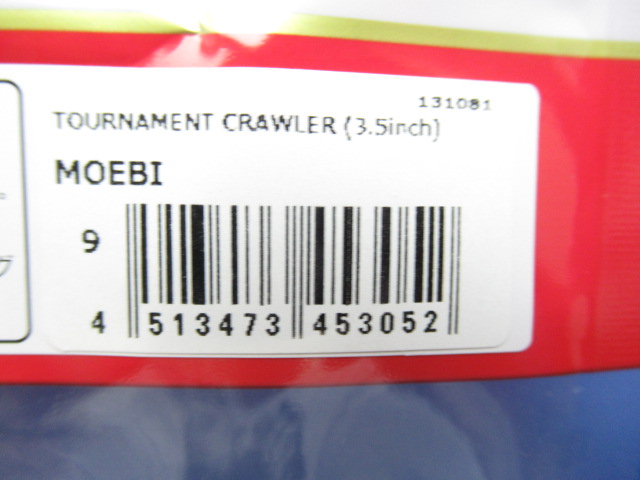 131081
TOURNAMENT CRAWLER (3.5inch)
MOEBI
9
4 513473 453052